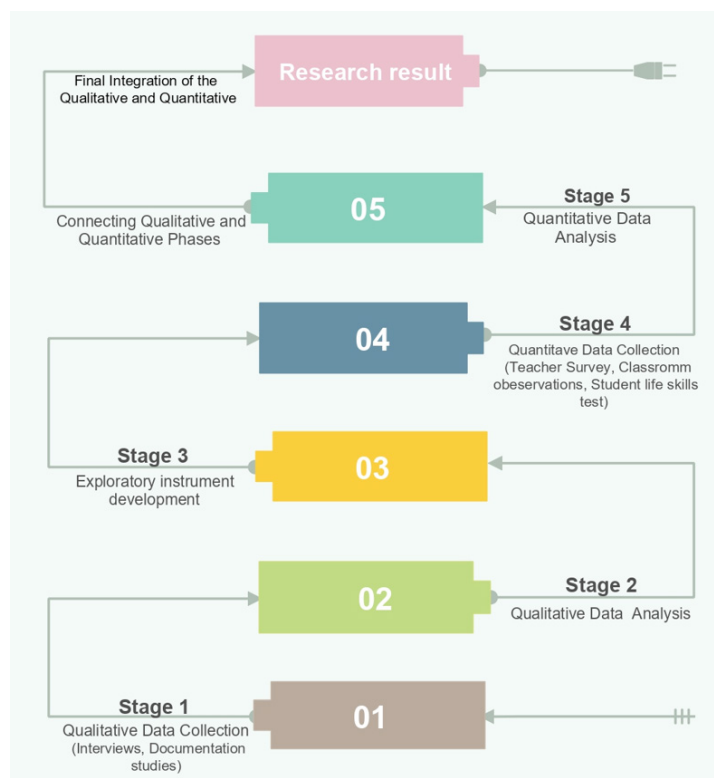 Research result
Final Integration of the
Qualitative and Quantitative
05
Stage 5
Quantitative Data
Analysis
Connecting Qualitative and
Quantitative Phases
04
Stage 4
Quantitave Data Collection
(Teacher Survey, Classromm
obeservations, Student life skills
test)
03
Stage 3
Exploratory instrument
development
02
Stage 2
Qualitative Data Analysis
01
Stage 1
Qualitative Data Collection
(Interviews, Documentation
studies)